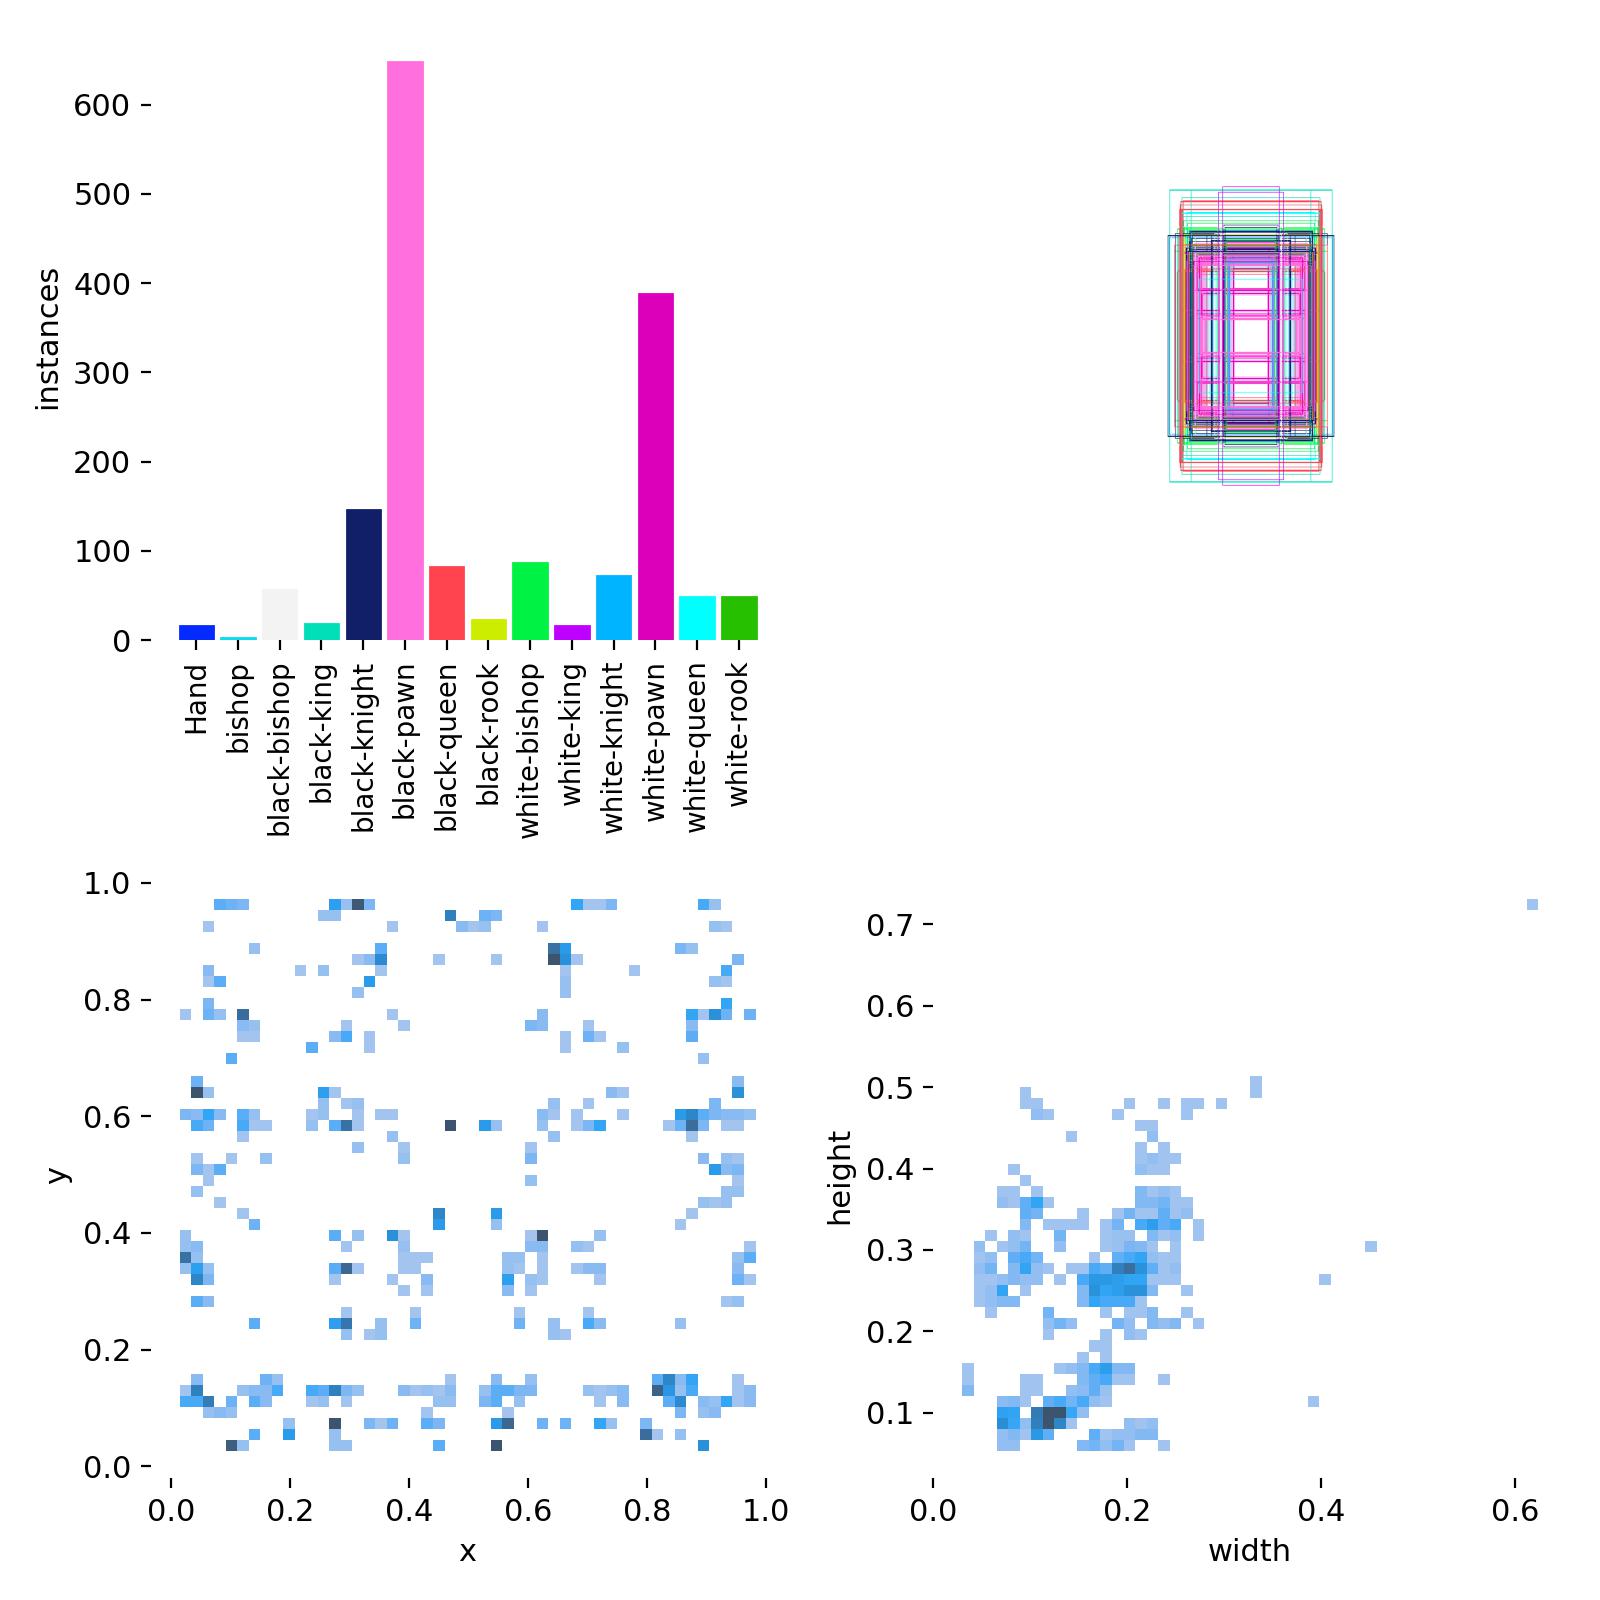 600
500
400
300
200
100
0
instances
Hand
bishop
black-bishop
black-king
black-knight
black-pawn
black-queen
black-rook
white-bishop
white-king
white-knight
white-pawn
white-queen
white-rook
1.0
0.8
0.6
0.4
0.2
0.0
y
0.0 0.2 0.4 0.6 0.8 1.0
x
0.7
0.6
0.5
0.4
0.3
0.2
0.1
height
0.0 0.2 0.4 0.6
width